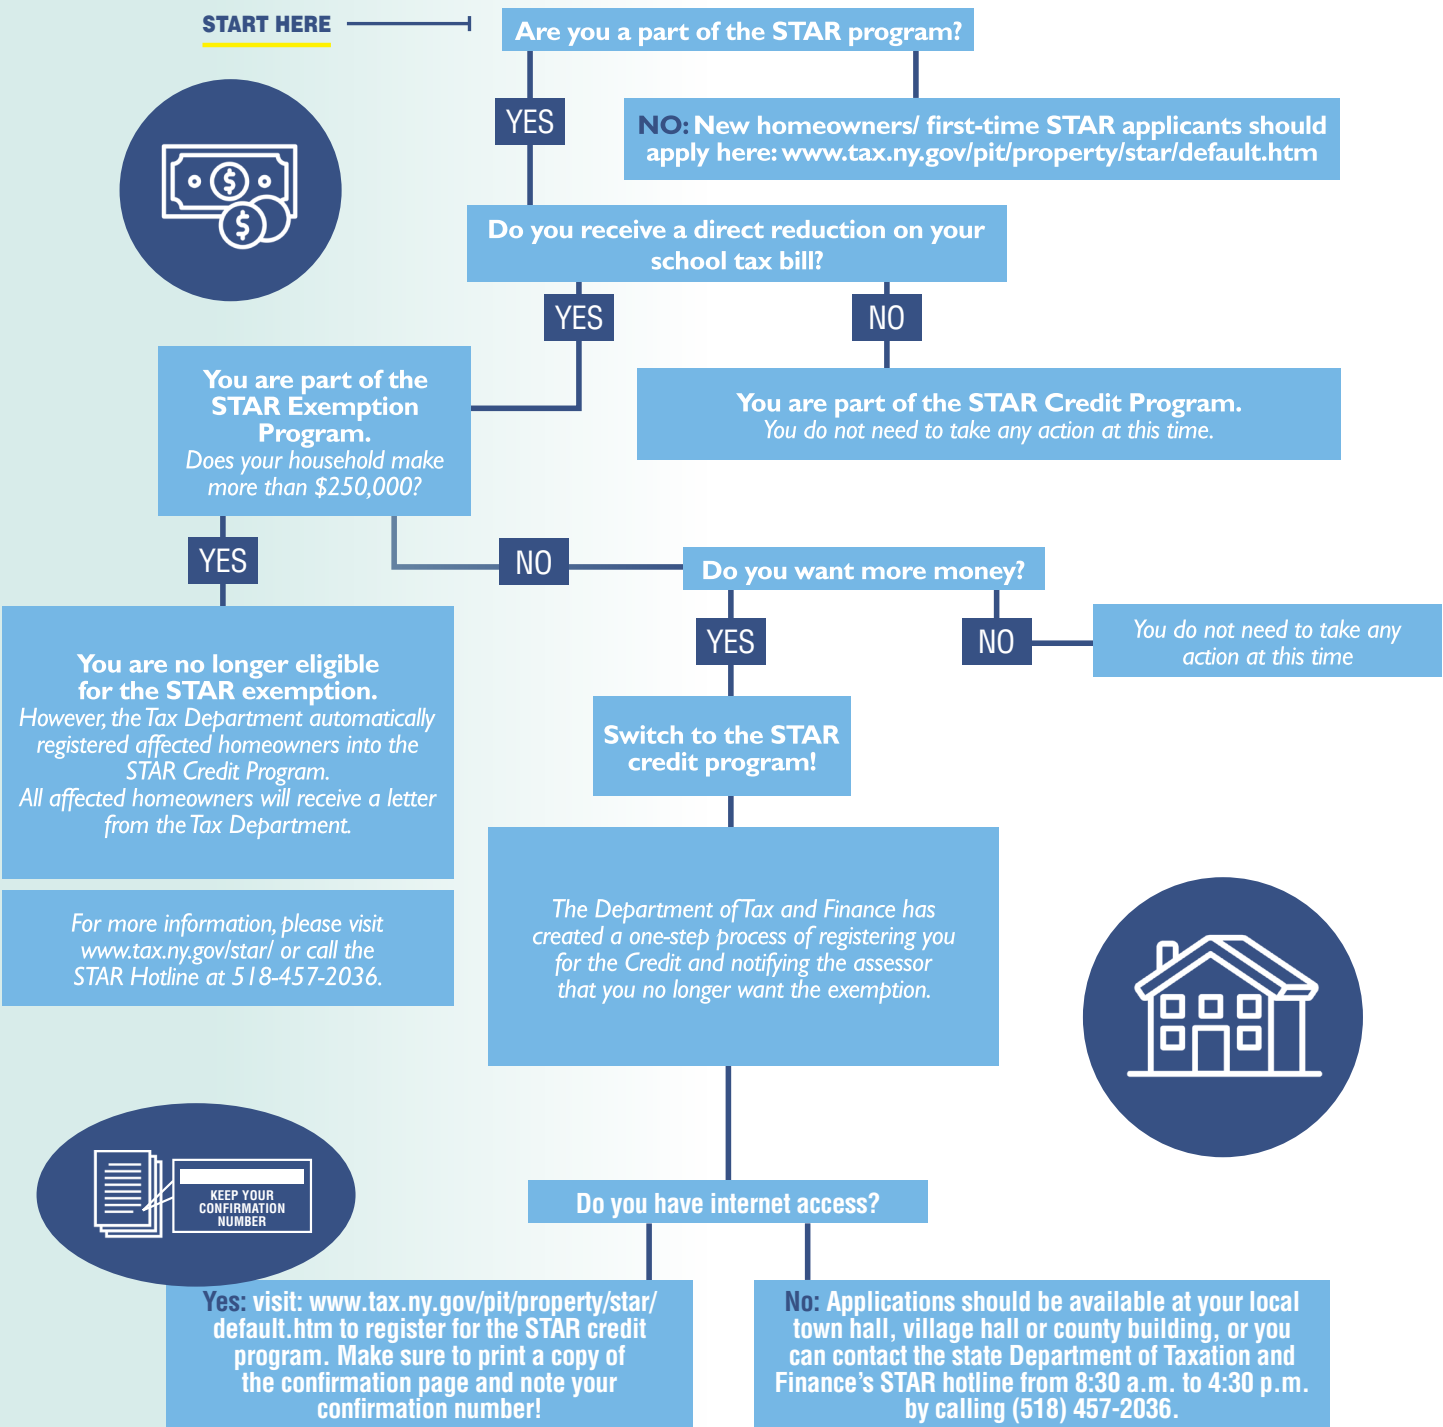 START HERE
Are you a part of the STAR program?
YES
NO: New homeowners/ first-time STAR applicants should
apply here: www.tax.ny.gov/pit/property/star/default.htm
Do you receive a direct reduction on your
school tax bill?
YES
NO
You are part of the
STAR Exemption
Program.
Does your household make
more than $250,000?
You are part of the STAR Credit Program.
You do not need to take any action at this time.
YES
NO
Do you want more money?
YES
NO
You do not need to take any
action at this time
You are no longer eligible
for the STAR exemption.
However, the Tax Department automatically
registered affected homeowners into the
STAR Credit Program.
All affected homeowners will receive a letter
from the Tax Department.
Switch to the STAR
credit program!
For more information, please visit
www.tax.ny.gov/star/ or call the
STAR Hotline at 518-457-2036.
The Department of Tax and Finance has
created a one-step process of registering you
for the Credit and notifying the assessor
that you no longer want the exemption.
KEEP YOUR
CONFIRMATION
NUMBER
Do you have internet access?
Yes: visit: www.tax.ny.gov/pit/property/star/
default.htm to register for the STAR credit
program. Make sure to print a copy of
the confirmation page and note your
confirmation number!
No: Applications should be available at your local
town hall, village hall or county building, or you
can contact the state Department of Taxation and
Finance's STAR hotline from 8:30 a.m. to 4:30 p.m.
by calling (518) 457-2036.